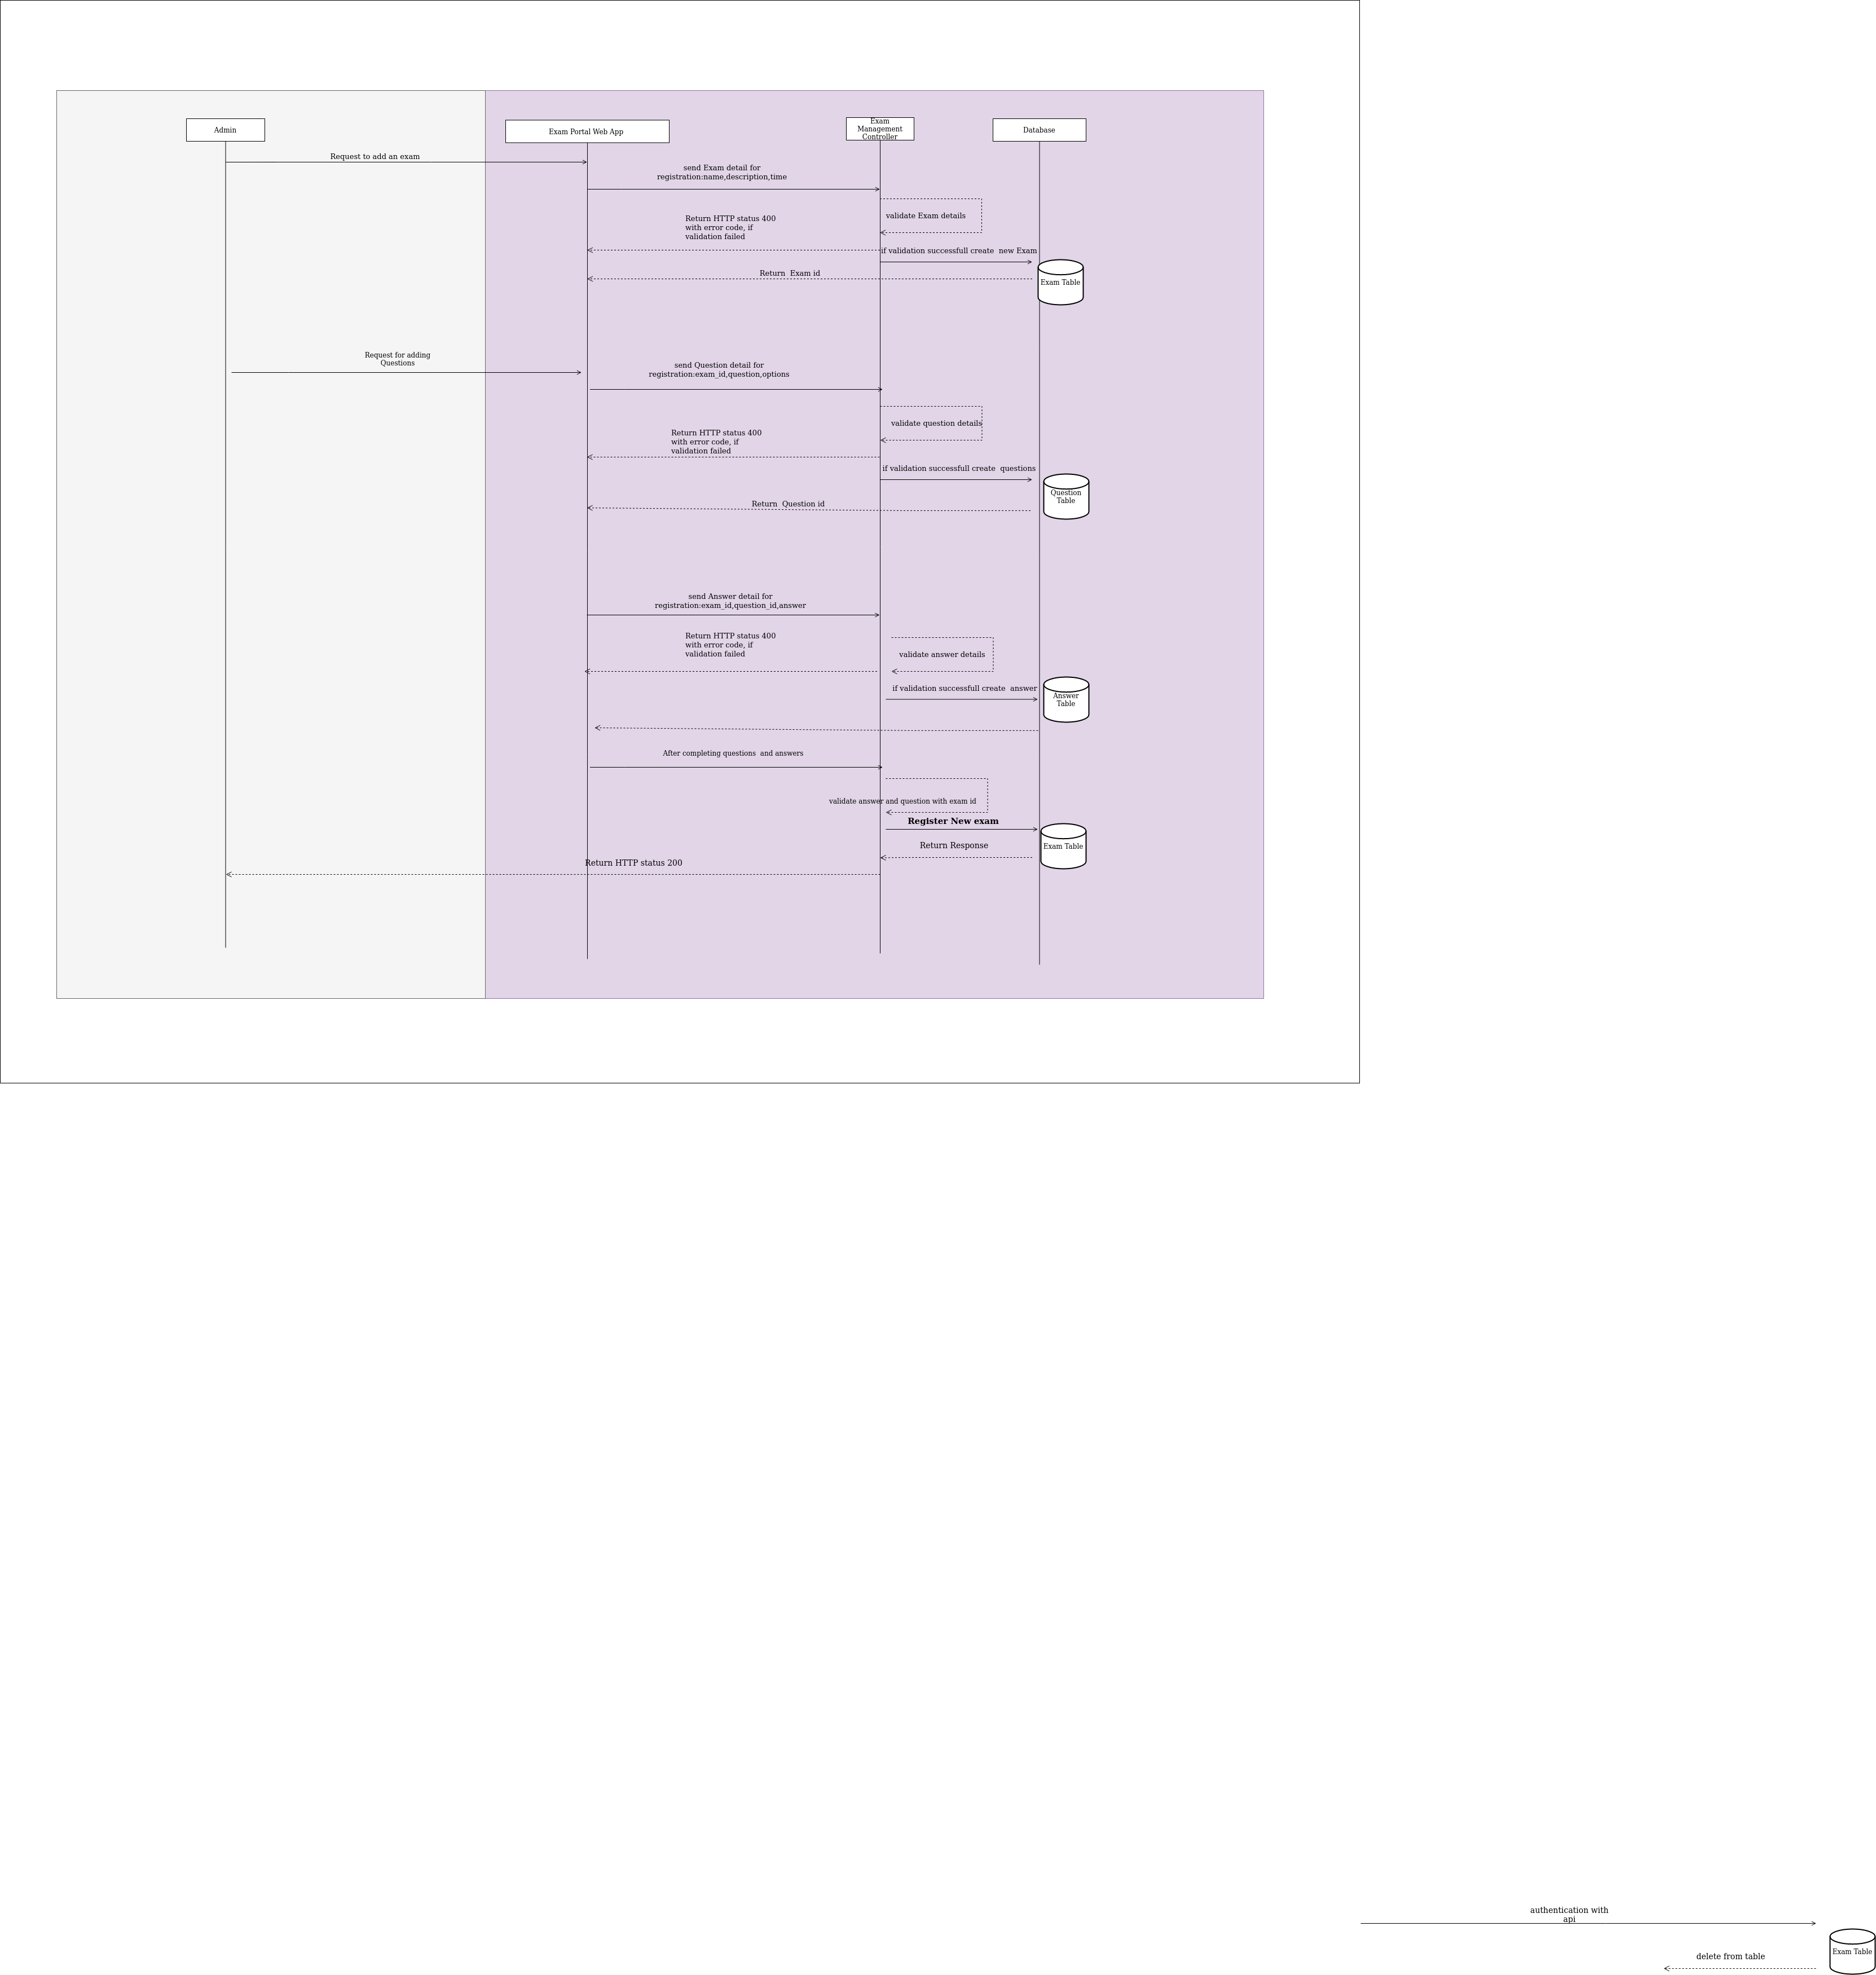 Admin
Exam Portal Web App
Exam
Management
Controller
Database
Request to add an exam
send Exam detail for
registration:name,description,time
validate Exam details
Return HTTP status 400
with error code, if
validation failed
if validation successfull create  new Exam
Return  Exam id
Exam Table
Request for adding
Questions
send Question detail for
registration:exam_id,question,options
validate question details
Return HTTP status 400
with error code, if
validation failed
if validation successfull create  questions
Question
Table
Return  Question id
send Answer detail for
registration:exam_id,question_id,answer
Return HTTP status 400
with error code, if
validation failed
validate answer details
if validation successfull create  answer
Answer
Table
After completing questions  and answers
validate answer and question with exam id
Register New exam
Return Response
Exam Table
Return HTTP status 200
authentication with
api
Exam Table
delete from table